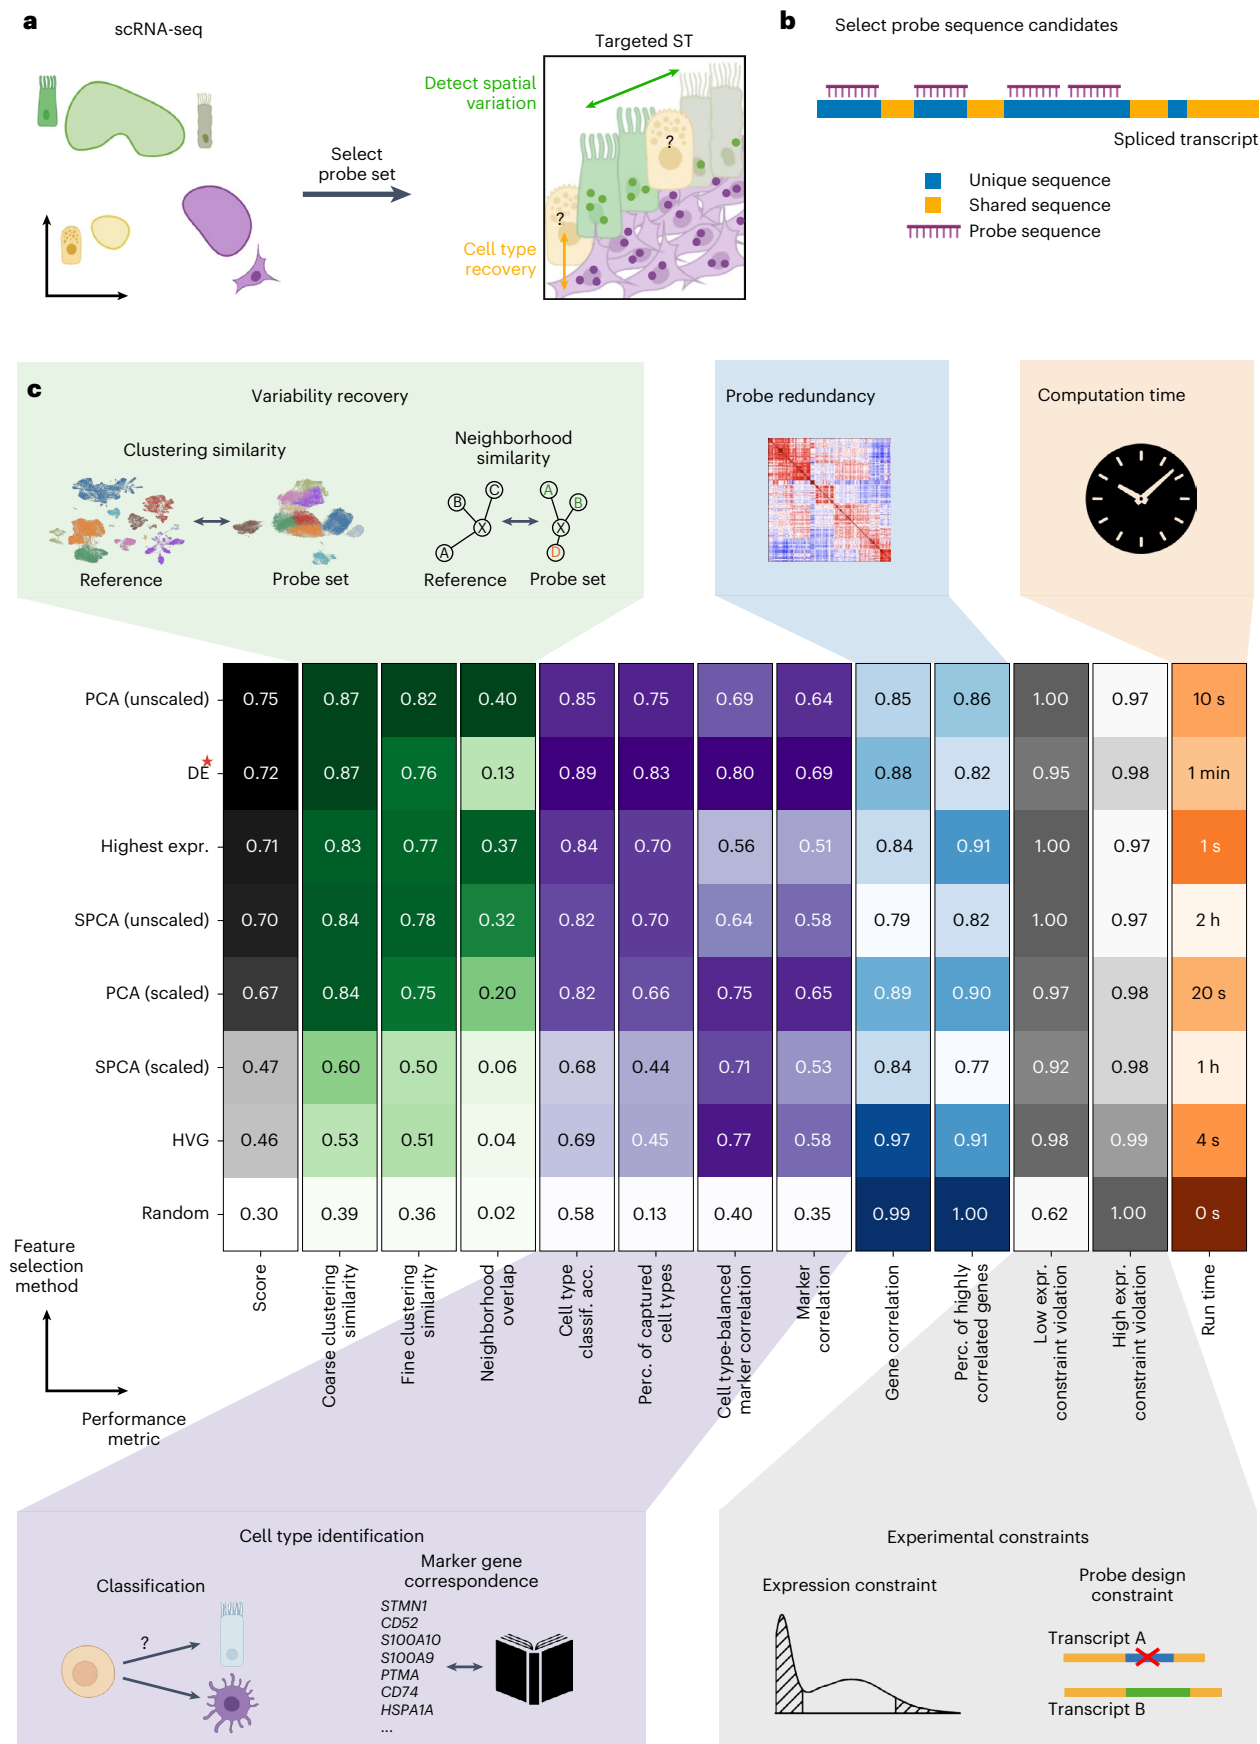 a
scRNA-seq
Select
probe set
Targeted ST
Detect spatial
variation
Cell type
recovery
?
?
b
Select probe sequence candidates
Spliced transcript
Unique sequence
Shared sequence
Probe sequence
c
Variability recovery
Clustering similarity
Reference
Probe set
Neighborhood
similarity
A
B
C
X
Reference
A
B
X
D
Probe set
Probe redundancy
Computation time
PCA (unscaled) 0.75 0.87 0.82 0.40 0.85 0.75 0.69 0.64 0.85 0.86 1.00 0.97 10 s
DE 0.72 0.87 0.76 0.13 0.89 0.83 0.80 0.69 0.88 0.82 0.95 0.98 1 min
Highest expr. 0.71 0.83 0.77 0.37 0.84 0.70 0.56 0.51 0.84 0.91 1.00 0.97 1 s
SPCA (unscaled) 0.70 0.84 0.78 0.32 0.82 0.70 0.64 0.58 0.79 0.82 1.00 0.97 2 h
PCA (scaled) 0.67 0.84 0.75 0.20 0.82 0.66 0.75 0.65 0.89 0.90 0.97 0.98 20 s
SPCA (scaled) 0.47 0.60 0.50 0.06 0.68 0.44 0.71 0.53 0.84 0.77 0.92 0.98 1 h
HVG 0.46 0.53 0.51 0.04 0.69 0.45 0.77 0.58 0.97 0.91 0.98 0.99 4 s
Random 0.30 0.39 0.36 0.02 0.58 0.13 0.40 0.35 0.99 1.00 0.62 1.00 0 s
Feature
selection
method
Performance
metric
Score
Coarse clustering
similarity
Fine clustering
similarity
Neighborhood
overlap
Cell type
classif. acc.
Perc. of captured
cell types
Cell type-balanced
marker correlation
Marker
correlation
Gene correlation
Perc. of highly
correlated genes
Low expr.
constraint violation
High expr.
constraint violation
Run time
Cell type identification
Classification
?
Marker gene
correspondence
STMN1
CD52
S100A10
S100A9
PTMA
CD74
HSPA1A
...
Experimental constraints
Expression constraint
Probe design
constraint
Transcript A
Transcript B